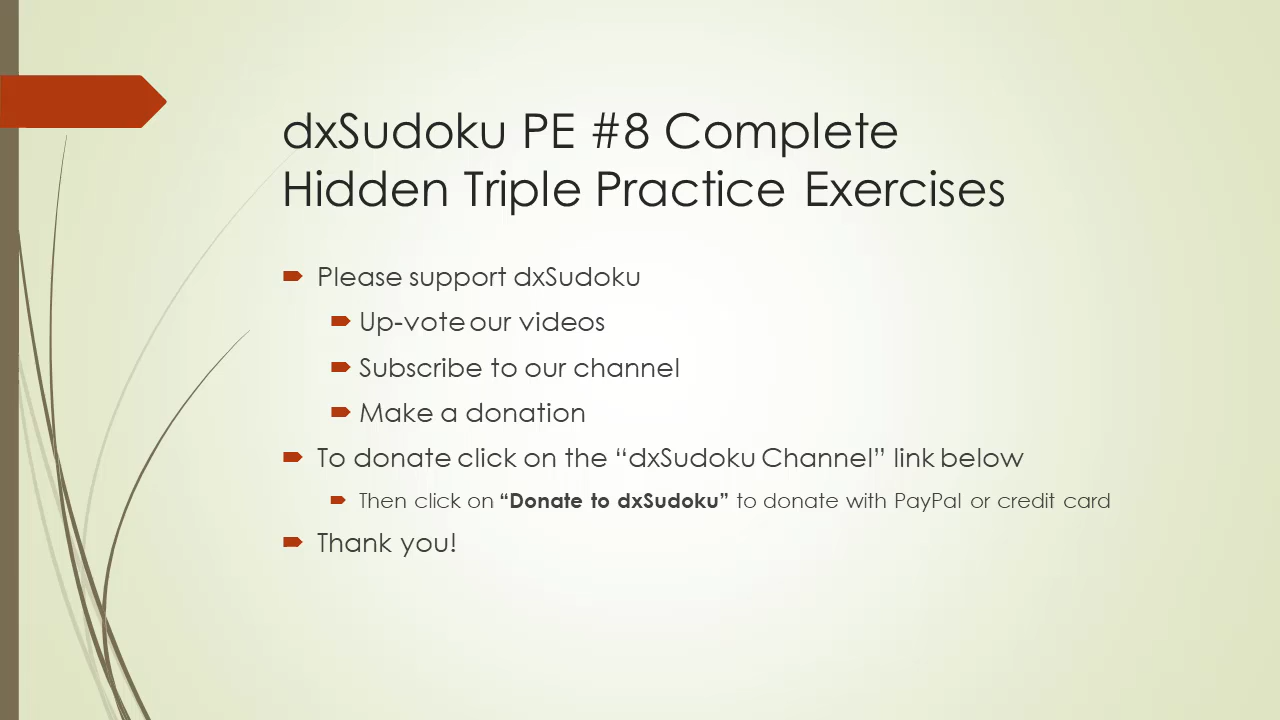 dxSudoku PE #8 Complete
Hidden Triple Practice Exercises
Please support dxSudoku
Up-vote our videos
Subscribe to our channel
Make a donation
To donate click on the “dxSudoku Channel” link below
Then click on “Donate to dxSudoku” to donate with PayPal or credit card
Thank you!